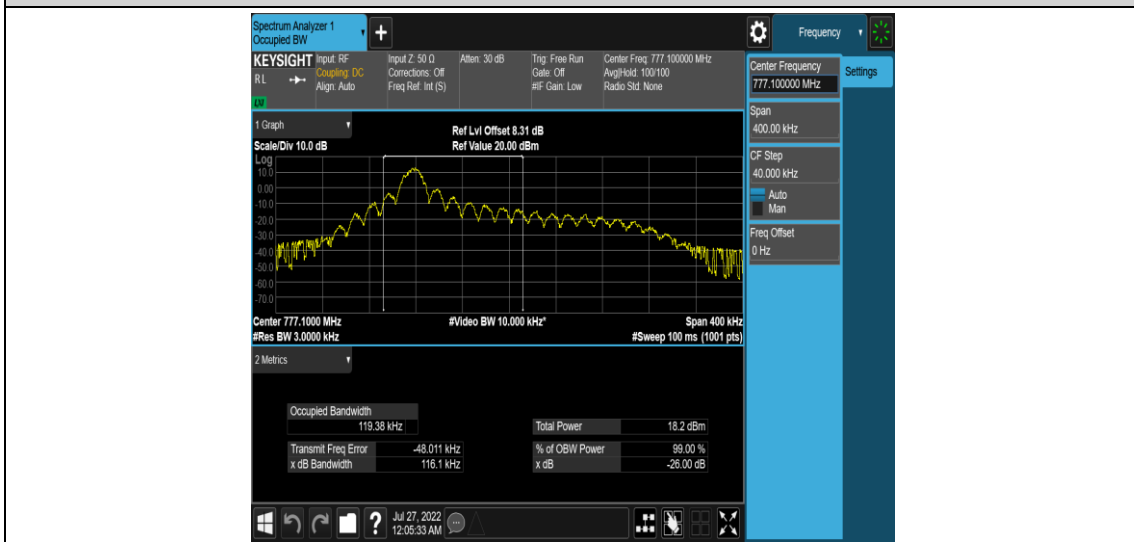 Spectrum Analyzer 1
Occupied BW
+
Frequency
KEYSIGHT
RL
LXI
Input: RF
Coupling: DC
Align: Auto
Input Z: 50 Ω
Corrections: Off
Freq Ref: Int (S)
Atten: 30 dB
Trig: Free Run
Gate: Off
#IF Gain: Low
Center Freq: 777.100000 MHz
Avg|Hold: 100/100
Radio Std: None
Center Frequency
777.100000 MHz
Settings
Span
400.00 kHz
CF Step
40.000 kHz
Auto
Man
Freq Offset
0 Hz
1 Graph
Scale/Div 10.0 dB
Ref Lvl Offset 8.31 dB
Ref Value 20.00 dBm
Log
10.0
0.00
-10.0
-20.0
-30.0
-40.0
-50.0
-60.0
-70.0
Center 777.1000 MHz
#Video BW 10.000 kHz*
Span 400 kHz
#Res BW 3.0000 kHz
#Sweep 100 ms (1001 pts)
2 Metrics
Occupied Bandwidth
119.38 kHz
Total Power 18.2 dBm
Transmit Freq Error -48.011 kHz
% of OBW Power 99.00 %
x dB Bandwidth 116.1 kHz
x dB -26.00 dB
?
Jul 27, 2022
12:05:33 AM